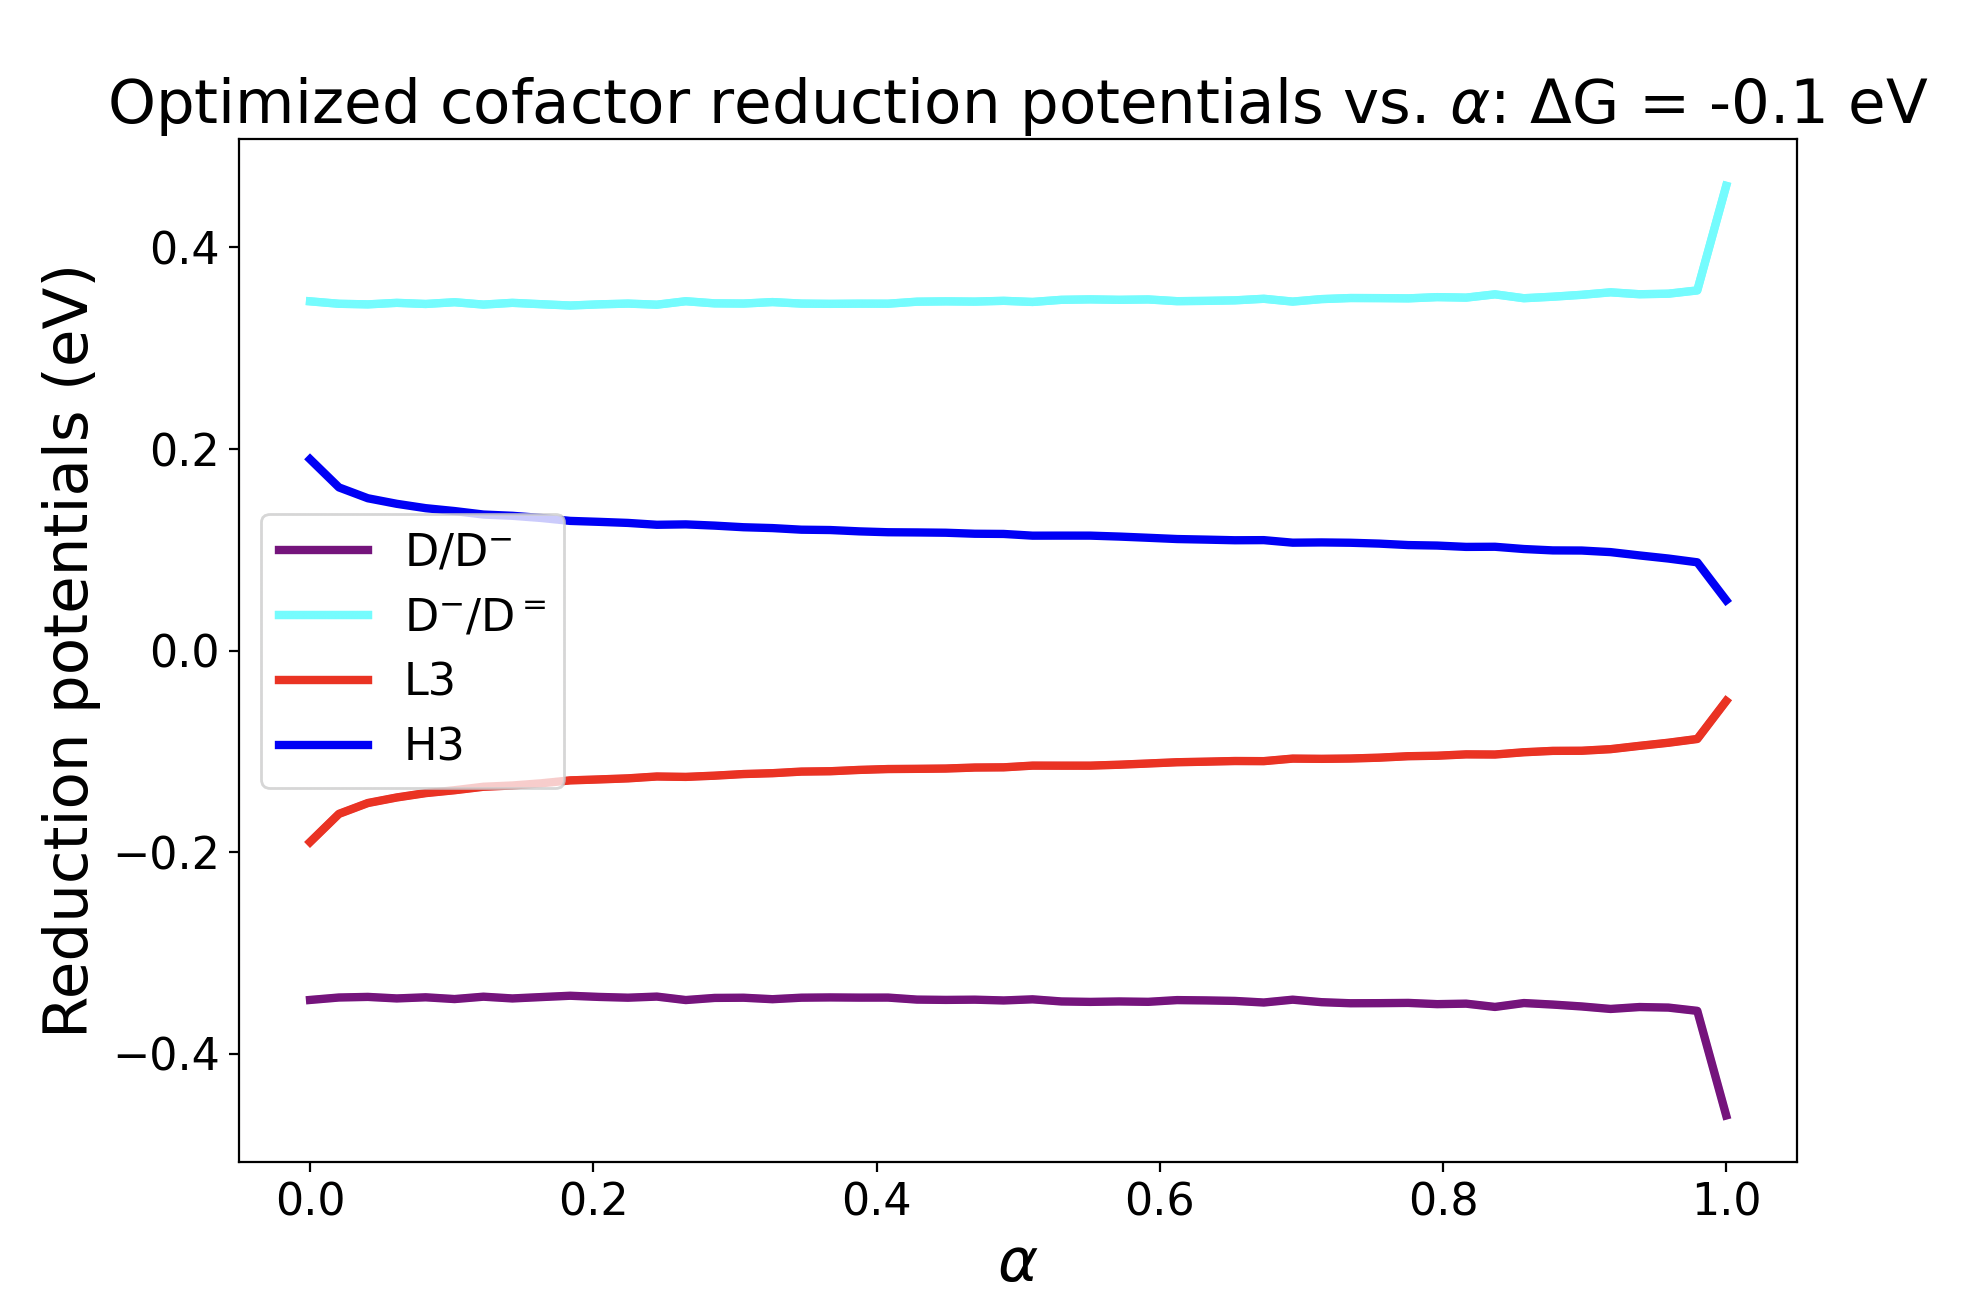 Optimized cofactor reduction potentials vs. α: ΔG = -0.1 eV
Reduction potentials (eV)
0.4
0.2
0.0
−0.2
−0.4
D/D⁻
D⁻/D⁼
L3
H3
0.0 0.2 0.4 0.6 0.8 1.0
α